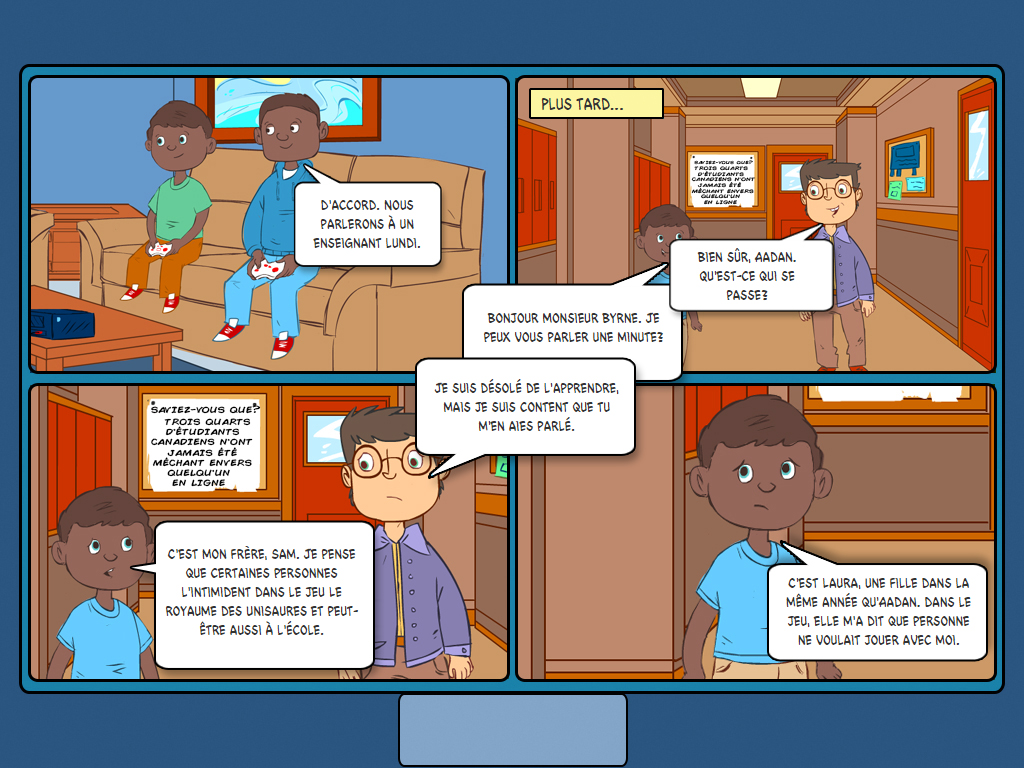 D'ACCORD. NOUS
PARLERONS À UN
ENSEIGNANT LUNDI.
PLUS TARD...
SAVIEZ-VOUS QUE?
TROIS QUARTS
D'ÉTUDIANTS
CANADIENS N'ONT
JAMAIS ÉTÉ
MÉCHANT ENVERS
QUELQU'UN
EN LIGNE
BONJOUR MONSIEUR BYRNE. JE
PEUX VOUS PARLER UNE MINUTE?
BIEN SÛR, AADAN.
QU'EST-CE QUI SE
PASSE?
SAVIEZ-VOUS QUE?
TROIS QUARTS
D'ÉTUDIANTS
CANADIENS N'ONT
JAMAIS ÉTÉ
MÉCHANT ENVERS
QUELQU'UN
EN LIGNE
C'EST MON FRÈRE, SAM. JE PENSE
QUE CERTAINES PERSONNES
L'INTIMIDENT DANS LE JEU LE
ROYAUME DES UNISAURES ET PEUT-
ÊTRE AUSSI À L'ÉCOLE.
JE SUIS DÉSOLÉ DE L'APPRENDRE,
MAIS JE SUIS CONTENT QUE TU
M'EN AIES PARLÉ.
C'EST LAURA, UNE FILLE DANS LA
MÊME ANNÉE QU'AADAN. DANS LE
JEU, ELLE M'A DIT QUE PERSONNE
NE VOULAIT JOUER AVEC MOI.